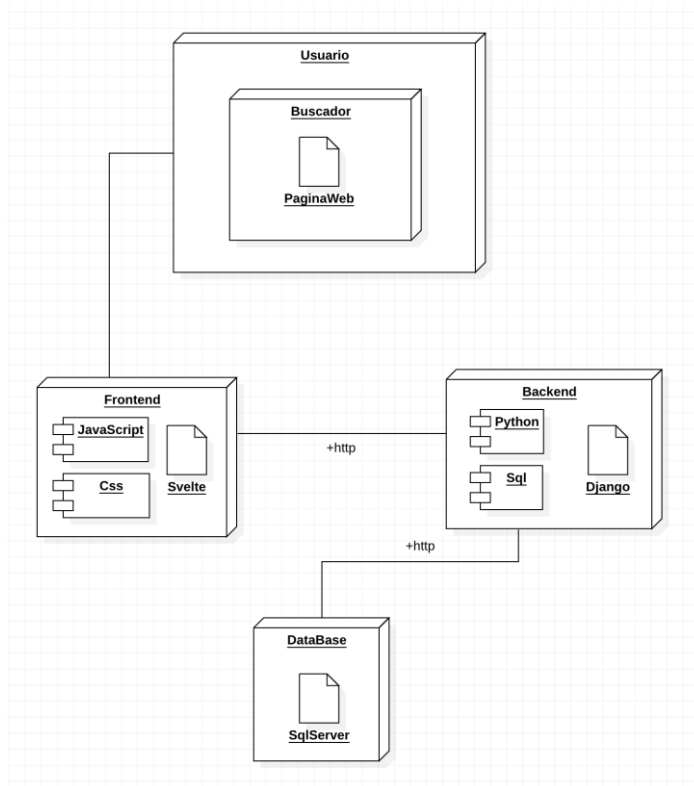 Usuario
Buscador
PaginaWeb
Frontend
JavaScript
Css
Svelte
+http
Backend
Python
Sql
Django
+http
DataBase
SqlServer